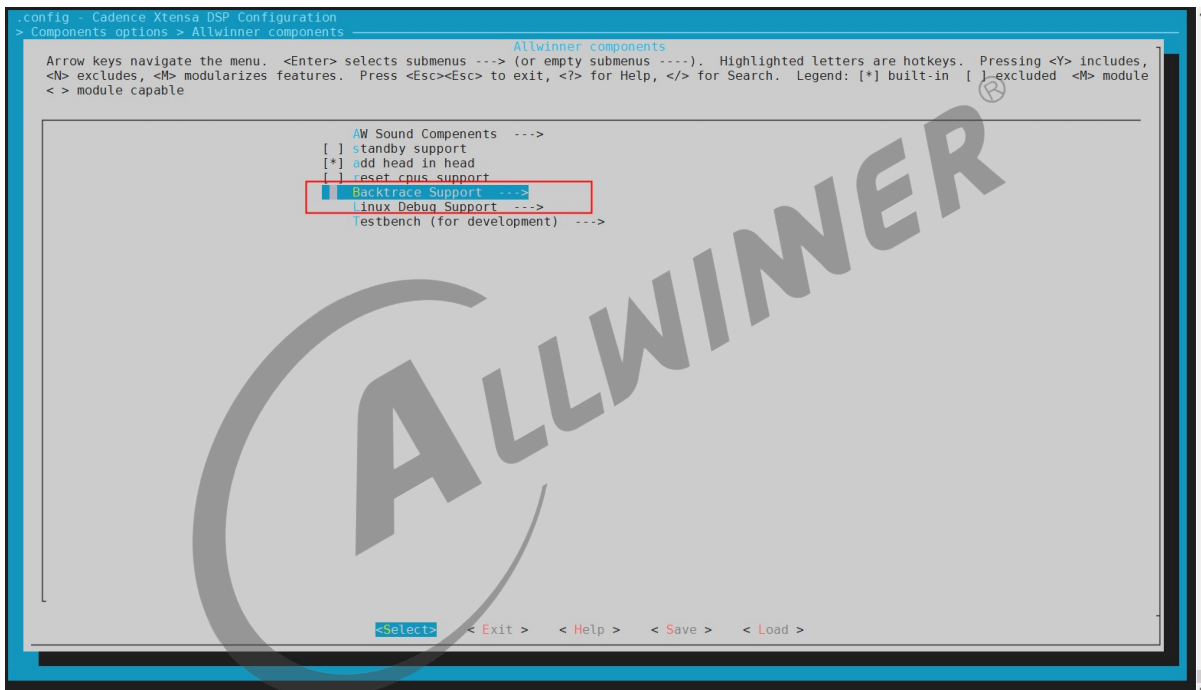 .config - Cadence Xtensa DSP Configuration
> Components options > Allwinner components
Allwinner components
Arrow keys navigate the menu. <Enter> selects submenus ---> (or empty submenus ----). Highlighted letters are hotkeys. Pressing <Y> includes,
<N> excludes, <M> modularizes features. Press <Esc><Esc> to exit, <?> for Help, </> for Search. Legend: [*] built-in [ ] excluded <M> module
< > module capable
AW Sound Compenents --->
[ ] standby support
[*] add head in head
[ ] reset cpus support
Backtrace Support --->
Linux Debug Support --->
Testbench (for development) --->
<Select> < Exit > < Help > < Save > < Load >
ALLWINNER®